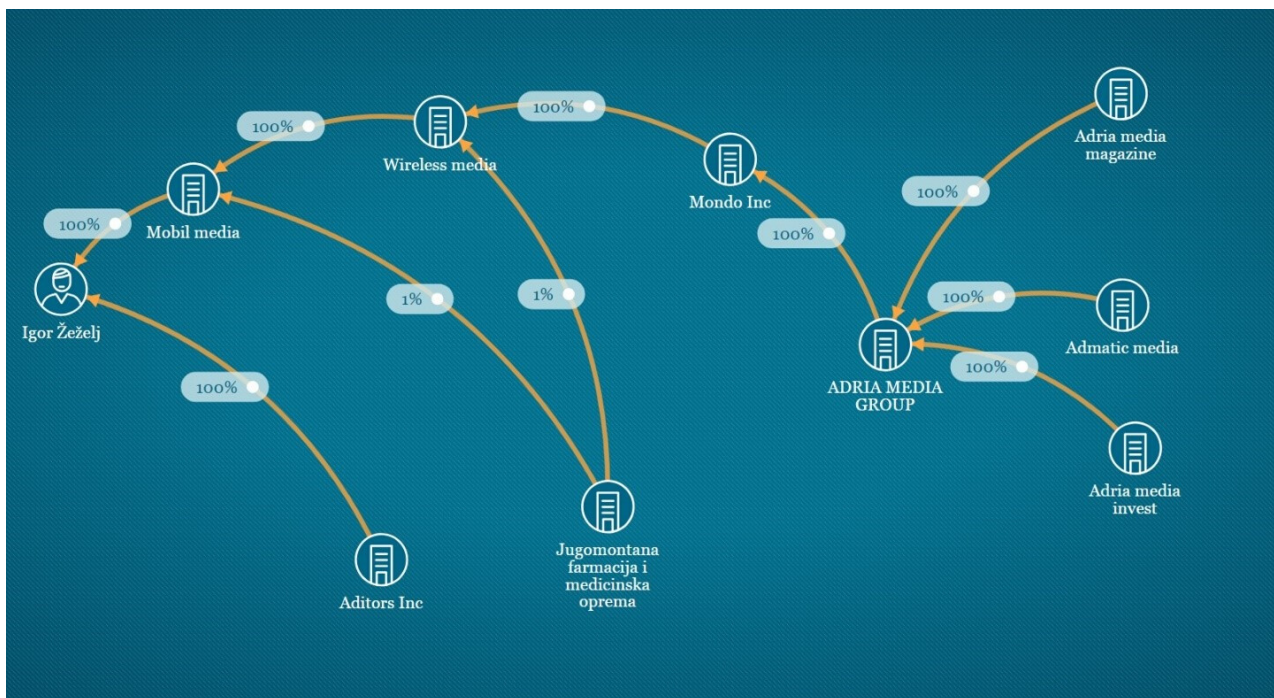 100%
100%
100%
Adria media
magazine
Wireless media
100%
Mondo Inc
100%
Mobil media
100%
1%
1%
100%
Igor Žeželj
Admatic media
100%
100%
ADRIA MEDIA
GROUP
Adria media
invest
Jugomontana
farmacija i
medicinska
oprema
Aditors Inc